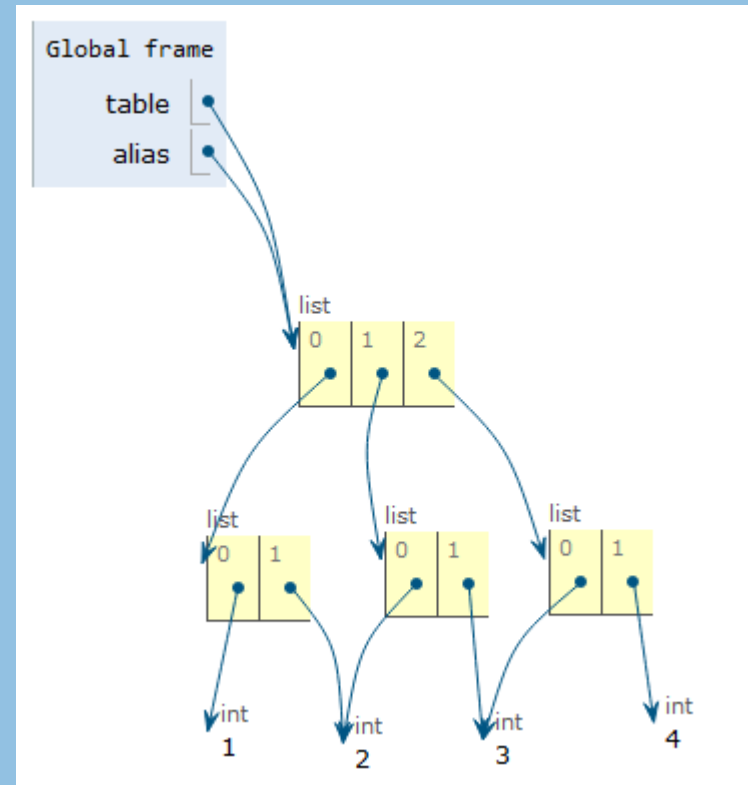 Global frame
table
alias
list
0 1 2
list
0 1
list
0 1
list
0 1
int
1
int
2
int
3
int
4